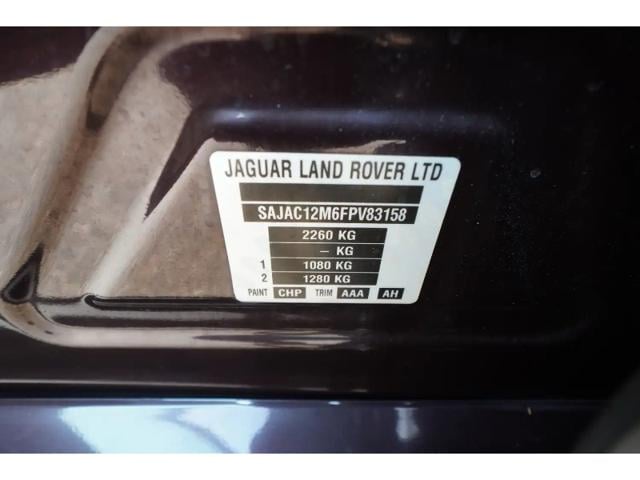 JAGUAR LAND ROVER LTD
SAJAC12M6FPV83158
2260 KG
– KG
1 1080 KG
2 1280 KG
PAINT CHP TRIM AAA AH